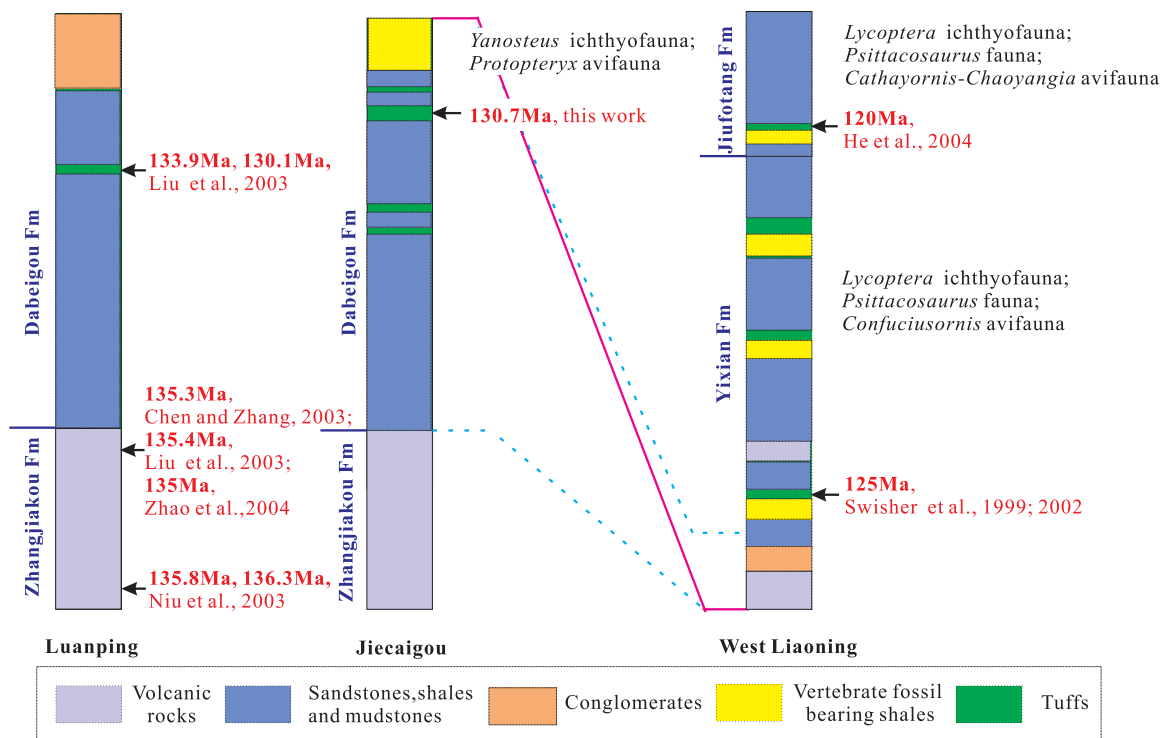 Dabeigou Fm
Zhangjiakou Fm
133.9Ma, 130.1Ma,
Liu et al., 2003
135.3Ma,
Chen and Zhang, 2003;
135.4Ma,
Liu et al., 2003;
135Ma,
Zhao et al.,2004
135.8Ma, 136.3Ma,
Niu et al., 2003
Luanping
Dabeigou Fm
Zhangjiakou Fm
Yanosteus ichthyofauna;
Protopteryx avifauna
130.7Ma, this work
Jiecaigou
Jiufotang Fm
Yixian Fm
Lycoptera ichthyofauna;
Psittacosaurus fauna;
Cathayornis-Chaoyangia avifauna
120Ma,
He et al., 2004
Lycoptera ichthyofauna;
Psittacosaurus fauna;
Confuciusornis avifauna
125Ma,
Swisher et al., 1999; 2002
West Liaoning
Volcanic
rocks
Sandstones,shales
and mudstones
Conglomerates
Vertebrate fossil
bearing shales
Tuffs